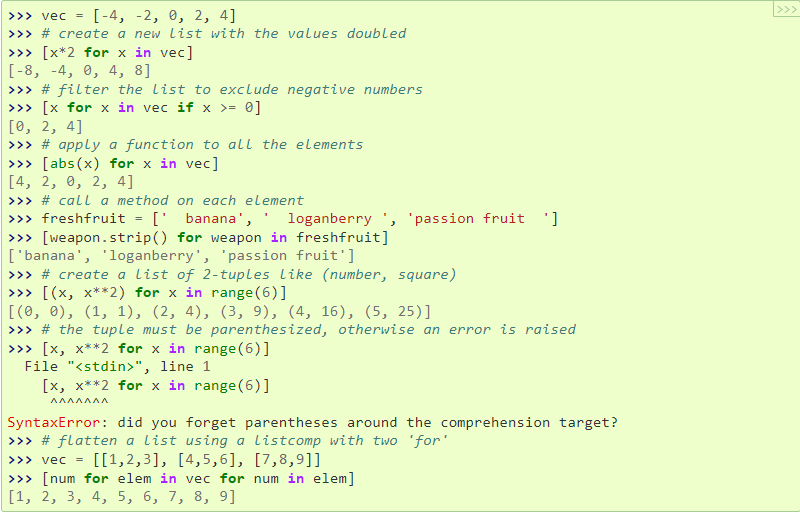 >>>
>>> vec = [-4, -2, 0, 2, 4]
>>> # create a new list with the values doubled
>>> [x*2 for x in vec]
[-8, -4, 0, 4, 8]
>>> # filter the list to exclude negative numbers
>>> [x for x in vec if x >= 0]
[0, 2, 4]
>>> # apply a function to all the elements
>>> [abs(x) for x in vec]
[4, 2, 0, 2, 4]
>>> # call a method on each element
>>> freshfruit = ['  banana', '  loganberry ', 'passion fruit  ']
>>> [weapon.strip() for weapon in freshfruit]
['banana', 'loganberry', 'passion fruit']
>>> # create a list of 2-tuples like (number, square)
>>> [(x, x**2) for x in range(6)]
[(0, 0), (1, 1), (2, 4), (3, 9), (4, 16), (5, 25)]
>>> # the tuple must be parenthesized, otherwise an error is raised
>>> [x, x**2 for x in range(6)]
  File "<stdin>", line 1
    [x, x**2 for x in range(6)]
     ^^^^^^^
SyntaxError: did you forget parentheses around the comprehension target?
>>> # flatten a list using a listcomp with two 'for'
>>> vec = [[1,2,3], [4,5,6], [7,8,9]]
>>> [num for elem in vec for num in elem]
[1, 2, 3, 4, 5, 6, 7, 8, 9]